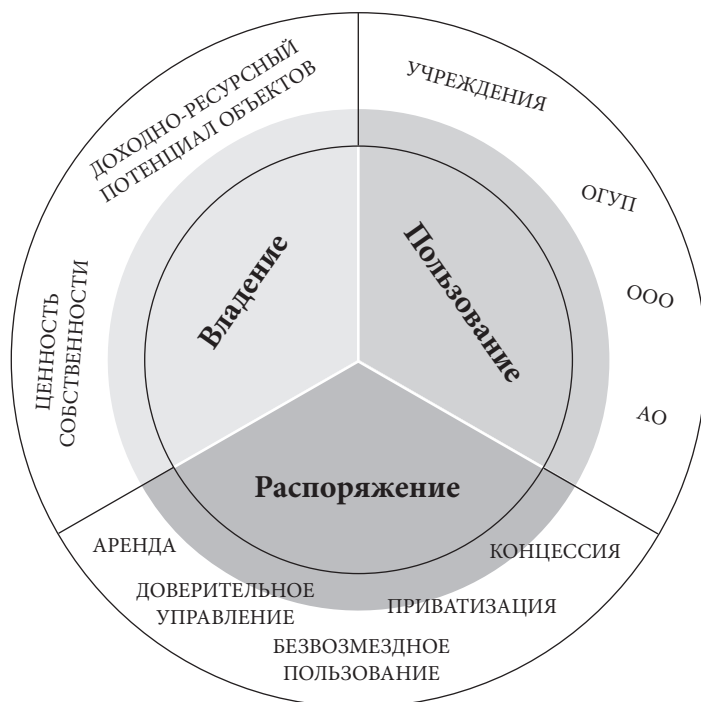 ДОХОДНО-РЕСУРСНЫЙ
ПОТЕНЦИАЛ ОБЪЕКТОВ
ЦЕННОСТЬ
СОБСТВЕННОСТИ
Владение
УЧРЕЖДЕНИЯ
ОГУП
ООО
АО
Пользование
Распоряжение
АРЕНДА
ДОВЕРИТЕЛЬНОЕ
УПРАВЛЕНИЕ
БЕЗВОЗМЕЗДНОЕ
ПОЛЬЗОВАНИЕ
ПРИВАТИЗАЦИЯ
КОНЦЕССИЯ